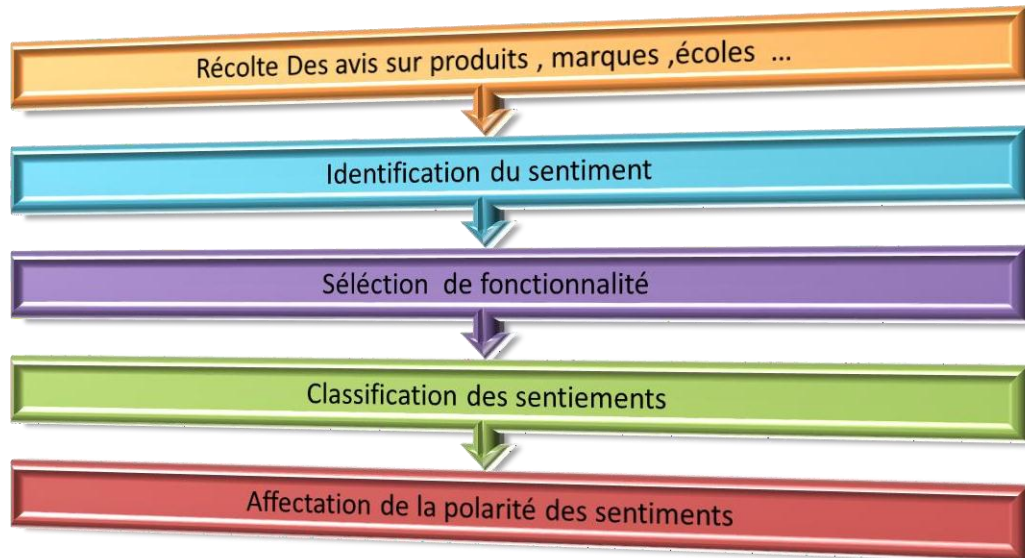 Récolte Des avis sur produits , marques ,écoles ...
Identification du sentiment
Séléction de fonctionnalité
Classification des sentiements
Affectation de la polarité des sentiments